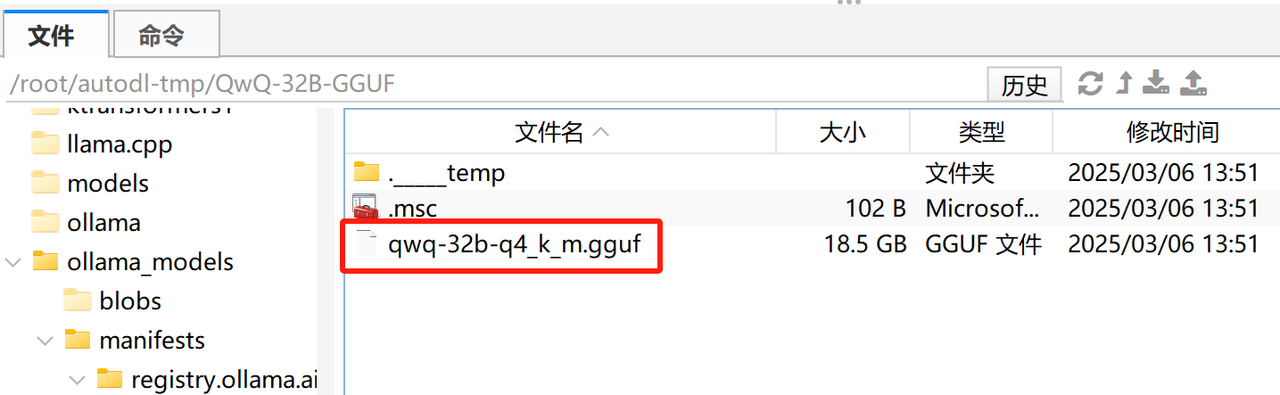 文件 命令
/root/autodl-tmp/QwQ-32B-GGUF 历史
ktransformers1
llama.cpp
models
ollama
ollama_models
blobs
manifests
registry.ollama.ai
文件名 大小 类型 修改时间
._____temp 文件夹 2025/03/06 13:51
.msc 102 B Microsof... 2025/03/06 13:51
qwq-32b-q4_k_m.gguf 18.5 GB GGUF 文件 2025/03/06 13:51